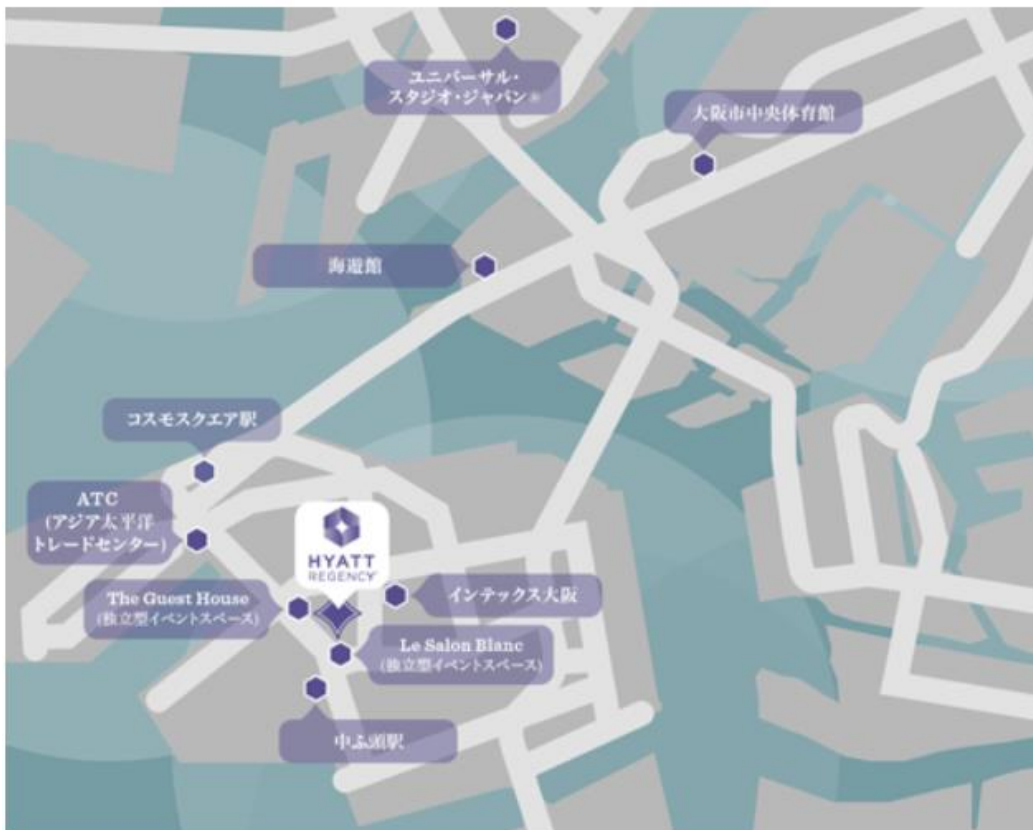 ユニバーサル・
スタジオ・ジャパン®
大阪市中央体育館
海遊館
コスモスクエア駅
ATC
(アジア太平洋
トレードセンター)
HYATT
REGENCY
The Guest House
(独立型イベントスペース)
インテックス大阪
Le Salon Blanc
(独立型イベントスペース)
中ふ頭駅